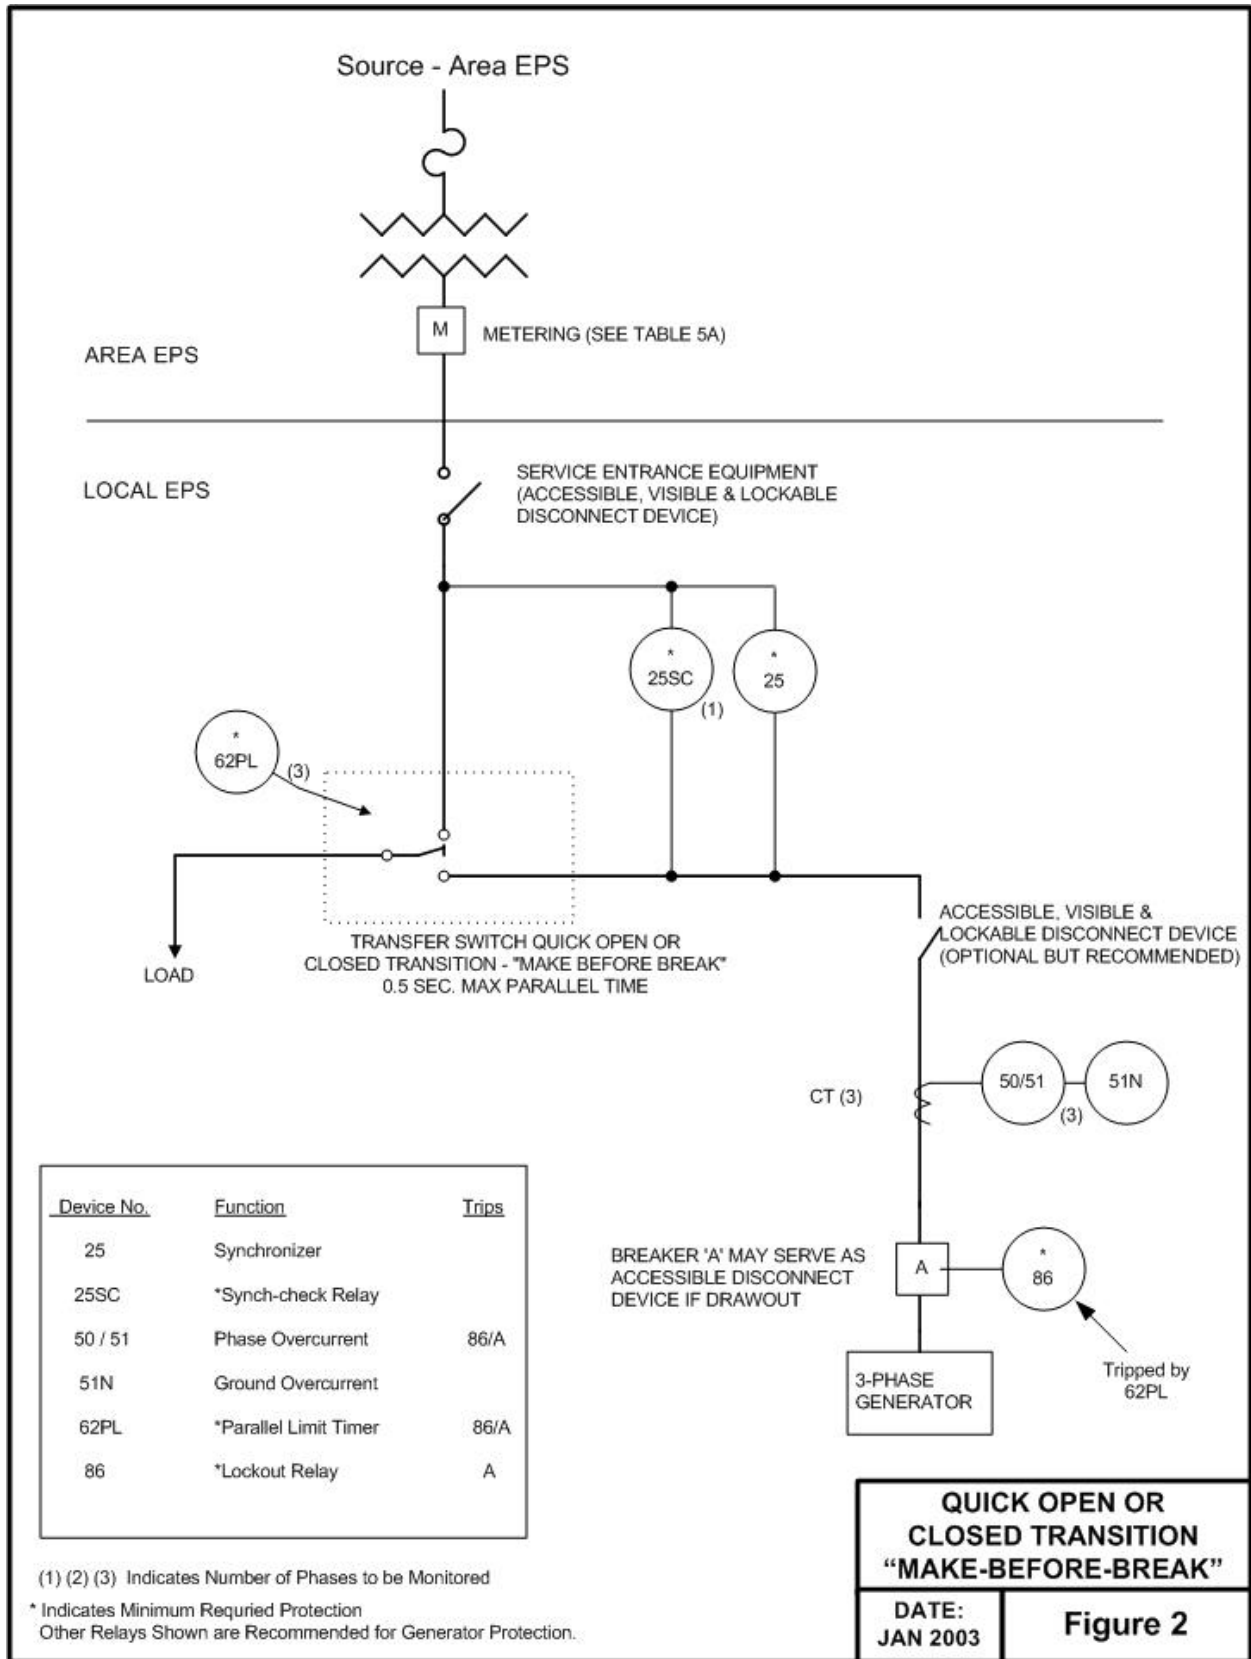 Source - Area EPS
M
METERING (SEE TABLE 5A)
AREA EPS
LOCAL EPS
SERVICE ENTRANCE EQUIPMENT
(ACCESSIBLE, VISIBLE & LOCKABLE
DISCONNECT DEVICE)
*
25SC
(1)
*
25
*
62PL
(3)
LOAD
TRANSFER SWITCH QUICK OPEN OR
CLOSED TRANSITION - "MAKE BEFORE BREAK"
0.5 SEC. MAX PARALLEL TIME
ACCESSIBLE, VISIBLE &
LOCKABLE DISCONNECT DEVICE
(OPTIONAL BUT RECOMMENDED)
CT (3)
50/51
(3)
51N
BREAKER 'A' MAY SERVE AS
ACCESSIBLE DISCONNECT
DEVICE IF DRAWOUT
A
*
86
Tripped by
62PL
3-PHASE
GENERATOR
Device No. Function Trips
25 Synchronizer
25SC *Synch-check Relay
50 / 51 Phase Overcurrent 86/A
51N Ground Overcurrent
62PL *Parallel Limit Timer 86/A
86 *Lockout Relay A
(1) (2) (3) Indicates Number of Phases to be Monitored
* Indicates Minimum Requried Protection
Other Relays Shown are Recommended for Generator Protection.
QUICK OPEN OR
CLOSED TRANSITION
“MAKE-BEFORE-BREAK”
DATE:
JAN 2003
Figure 2